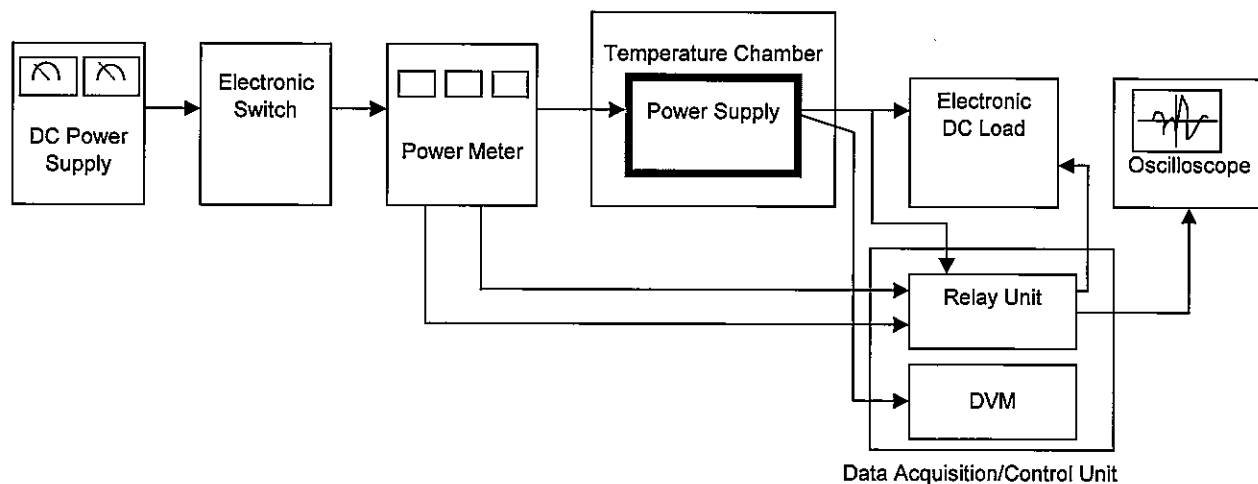 DC Power
Supply
Electronic
Switch
Power Meter
Temperature Chamber
Power Supply
Electronic
DC Load
Oscilloscope
Relay Unit
DVM
Data Acquisition/Control Unit